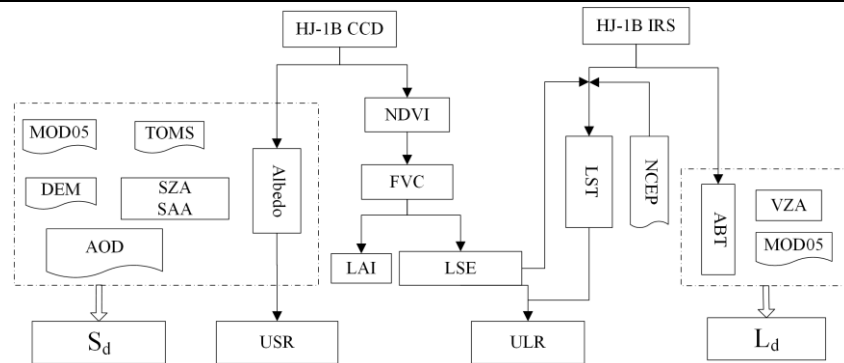 HJ-1B CCD
HJ-1B IRS
NDVI
MOD05
TOMS
Albedo
FVC
LST
NCEP
DEM
SZA
SAA
ABT
VZA
AOD
LAI
LSE
MOD05
Sd
USR
ULR
Ld